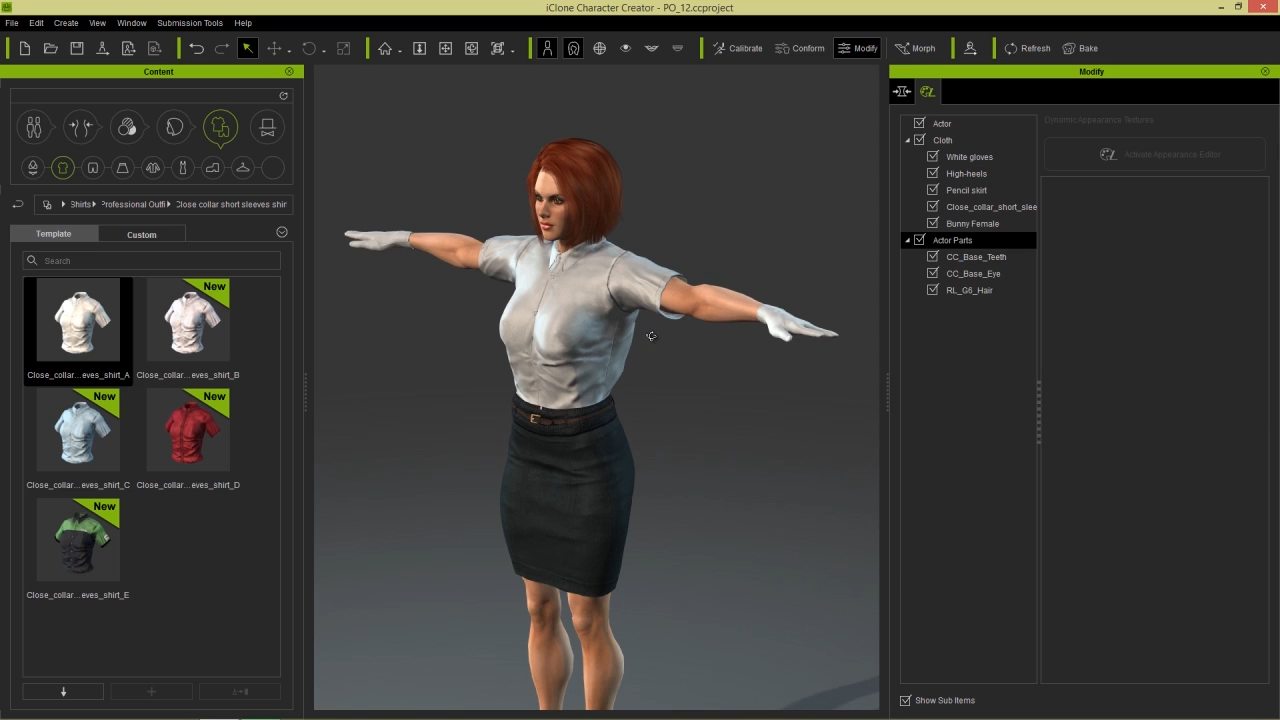 iClone Character Creator - PO_12.ccproject
File Edit Create View Window Submission Tools Help
Calibrate Conform Modify Morph Refresh Bake
Content
Modify
Shirts Professional Outfi Close collar short sleeves shir
Template Custom
Search
New
Close_collar...eves_shirt_A Close_collar...eves_shirt_B
New New
Close_collar...eves_shirt_C Close_collar...eves_shirt_D
New
Close_collar...eves_shirt_E
Actor
Cloth
White gloves
High-heels
Pencil skirt
Close_collar_short_slee
Bunny Female
Actor Parts
CC_Base_Teeth
CC_Base_Eye
RL_G6_Hair
Show Sub Items
Dynamic Appearance Textures
Activate Appearance Editor